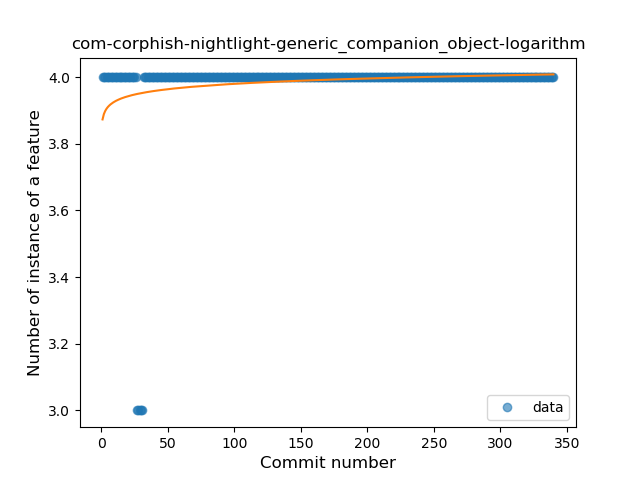 com-corphish-nightlight-generic_companion_object-logarithm
Number of instance of a feature
4.0
3.8
3.6
3.4
3.2
3.0
data
0 50 100 150 200 250 300 350
Commit number